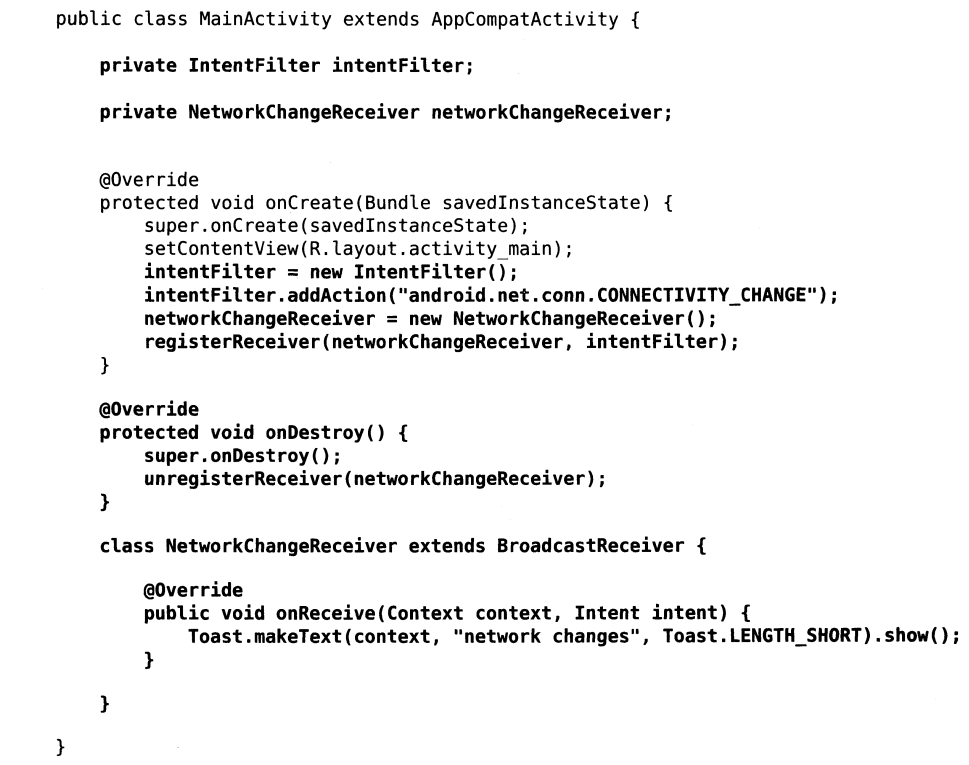 public class MainActivity extends AppCompatActivity {
private IntentFilter intentFilter;
private NetworkChangeReceiver networkChangeReceiver;
@Override
protected void onCreate(Bundle savedInstanceState) {
super.onCreate(savedInstanceState);
setContentView(R.layout.activity_main);
intentFilter = new IntentFilter();
intentFilter.addAction("android.net.conn.CONNECTIVITY_CHANGE");
networkChangeReceiver = new NetworkChangeReceiver();
registerReceiver(networkChangeReceiver, intentFilter);
}
@Override
protected void onDestroy() {
super.onDestroy();
unregisterReceiver(networkChangeReceiver);
}
class NetworkChangeReceiver extends BroadcastReceiver {
@Override
public void onReceive(Context context, Intent intent) {
Toast.makeText(context, "network changes", Toast.LENGTH_SHORT).show();
}
}
}